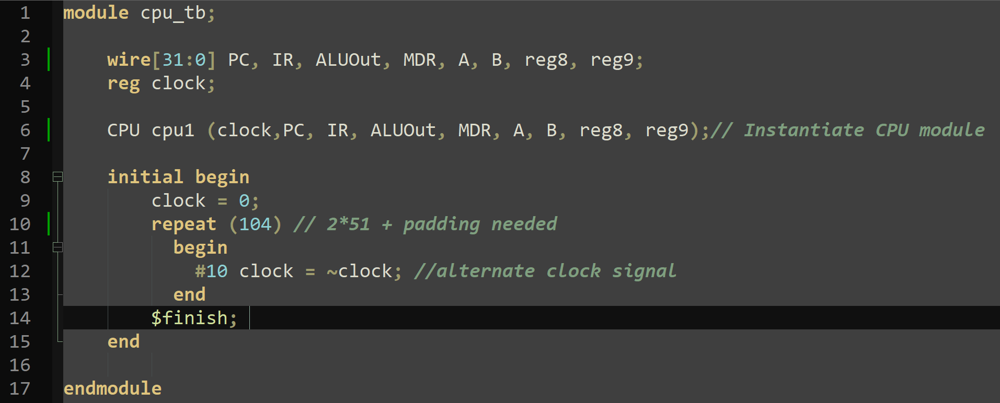 1 module cpu_tb;
2
3 wire[31:0] PC, IR, ALUOut, MDR, A, B, reg8, reg9;
4 reg clock;
5
6 CPU cpu1 (clock,PC, IR, ALUOut, MDR, A, B, reg8, reg9);// Instantiate CPU module
7
8 initial begin
9 clock = 0;
10 repeat (104) // 2*51 + padding needed
11 begin
12 #10 clock = ~clock; //alternate clock signal
13 end
14 $finish;
15 end
16
17 endmodule